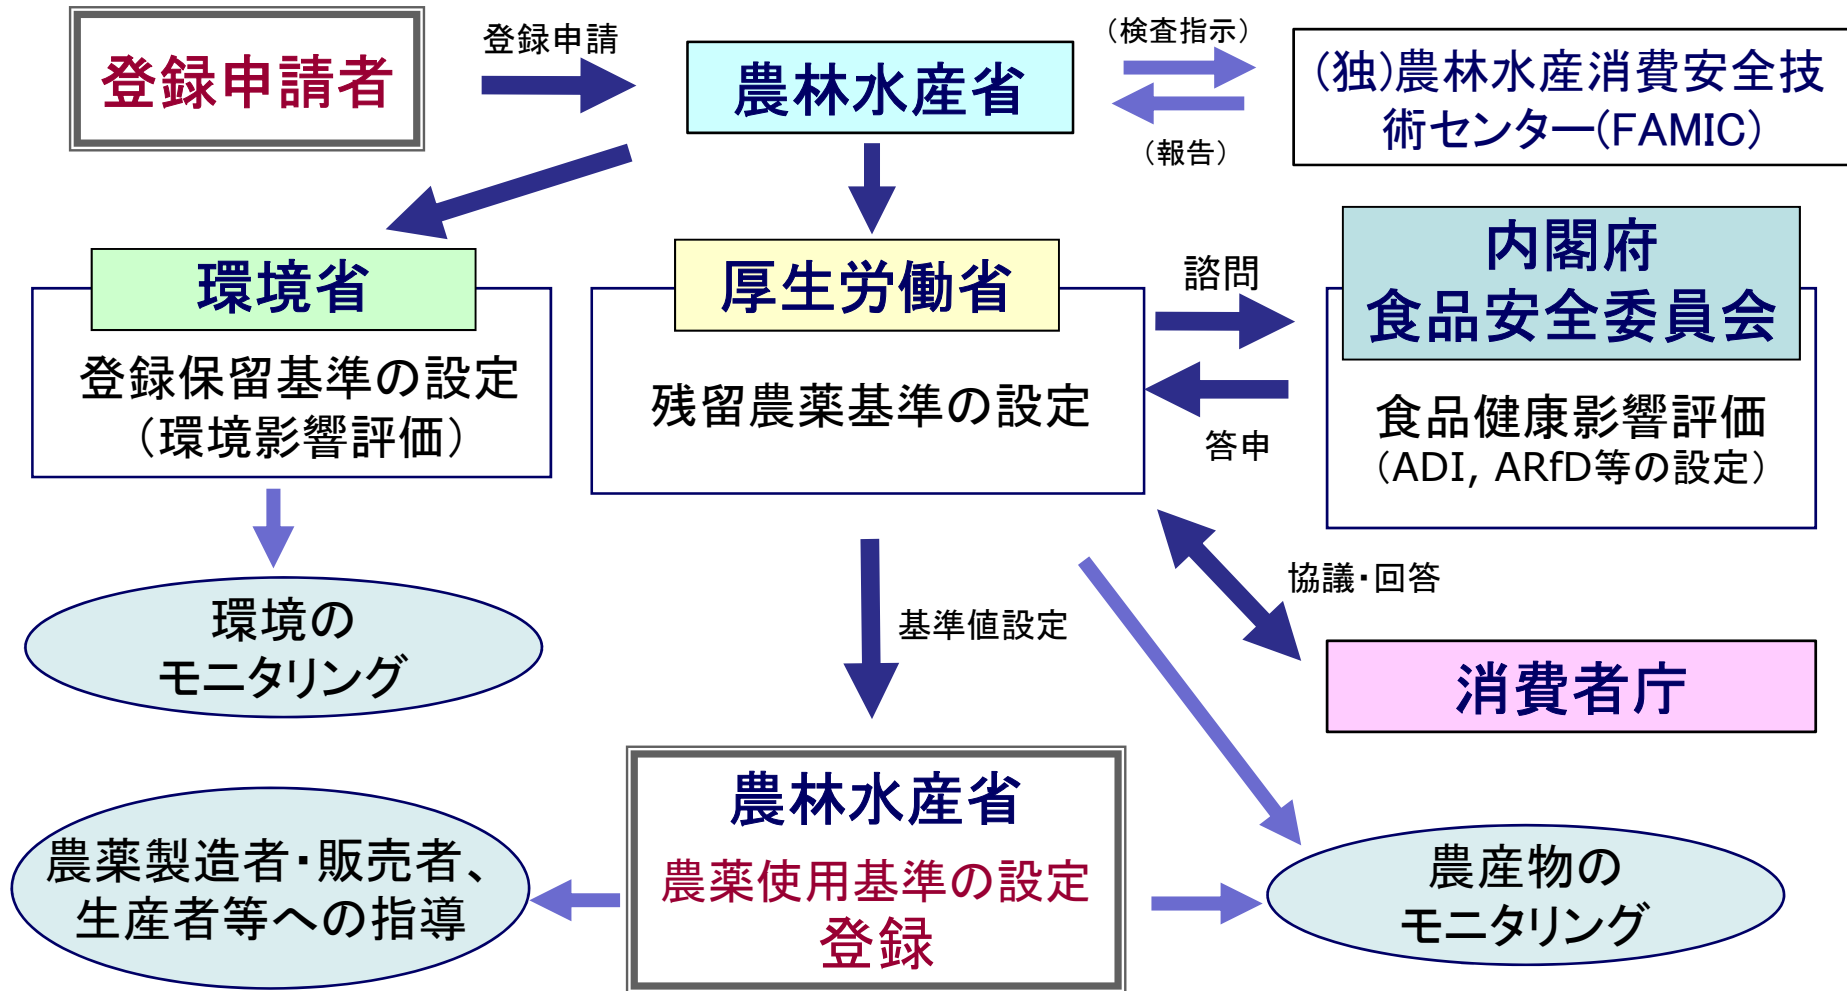 登録申請者
登録申請
農林水産省
（検査指示）
（報告）
(独)農林水産消費安全技
術センター(FAMIC)
環境省
登録保留基準の設定
（環境影響評価）
厚生労働省
残留農薬基準の設定
諮問
答申
内閣府
食品安全委員会
食品健康影響評価
（ADI, ARfD等の設定）
環境の
モニタリング
基準値設定
協議・回答
消費者庁
農薬製造者・販売者、
生産者等への指導
農林水産省
農薬使用基準の設定
登録
農産物の
モニタリング